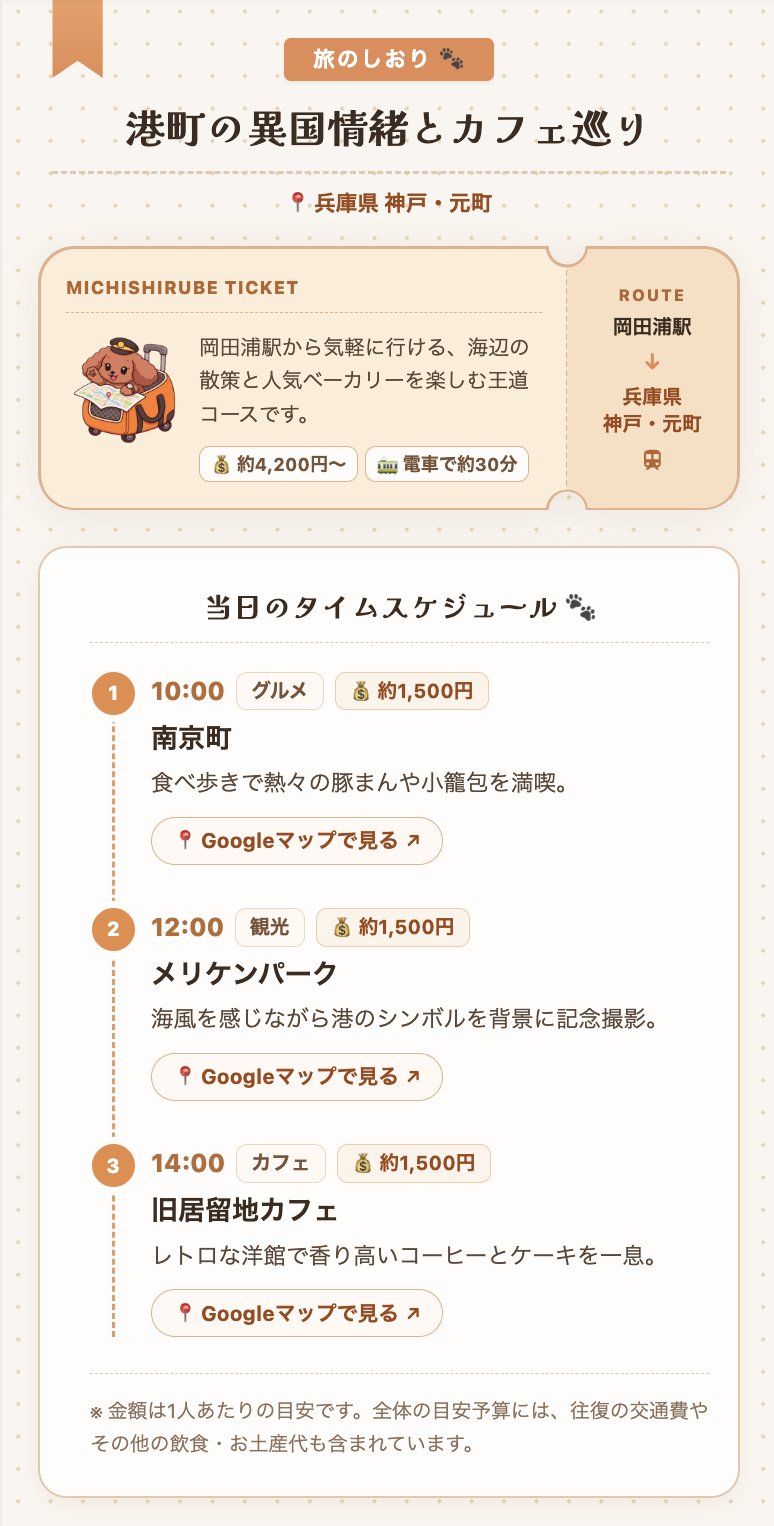 旅のしおり 🐾
港町の異国情緒とカフェ巡り
📍 兵庫県 神戸・元町
MICHISHIRUBE TICKET
岡田浦駅から気軽に行ける、海辺の
散策と人気ベーカリーを楽しむ王道
コースです。
💰 約4,200円〜
🚃 電車で約30分
ROUTE
岡田浦駅
↓
兵庫県
神戸・元町
当日のタイムスケジュール 🐾
1 10:00 グルメ 💰 約1,500円
南京町
食べ歩きで熱々の豚まんや小籠包を満喫。
📍 Googleマップで見る ↗
2 12:00 観光 💰 約1,500円
メリケンパーク
海風を感じながら港のシンボルを背景に記念撮影。
📍 Googleマップで見る ↗
3 14:00 カフェ 💰 約1,500円
旧居留地カフェ
レトロな洋館で香り高いコーヒーとケーキを一息。
📍 Googleマップで見る ↗
※ 金額は1人あたりの目安です。全体の目安予算には、往復の交通費や
その他の飲食・お土産代も含まれています。